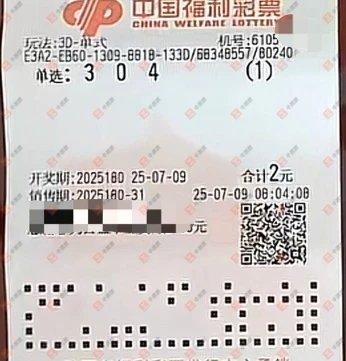 中国福利彩票
CHINA WELFARE LOTTERY
玩法:3D-单式 机号:6105
E3A2-EB60-1309-881B-133D/68348557/B0240
单选: 3 0 4 (1)
开奖期:2025180 25-07-09 合计2元
销售期:2025180-31 25-07-09 08:04:08
元